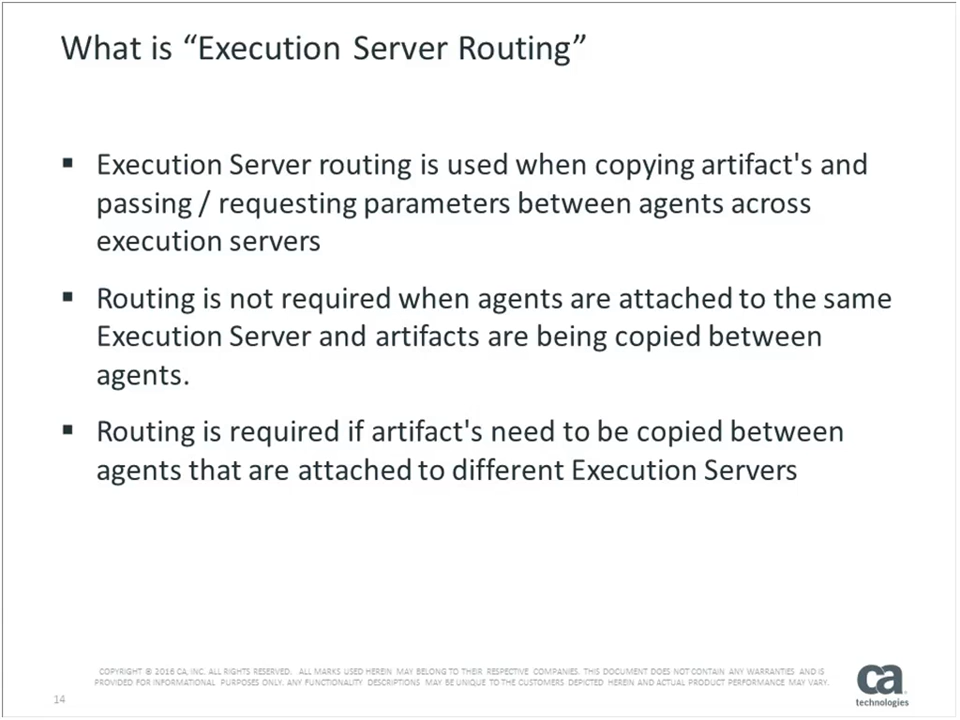 What is “Execution Server Routing”
▪ Execution Server routing is used when copying artifact's and
passing / requesting parameters between agents across
execution servers
▪ Routing is not required when agents are attached to the same
Execution Server and artifacts are being copied between
agents.
▪ Routing is required if artifact's need to be copied between
agents that are attached to different Execution Servers
COPYRIGHT © 2016 CA, INC. ALL RIGHTS RESERVED. ALL MARKS USED HEREIN MAY BELONG TO THEIR RESPECTIVE COMPANIES. THIS DOCUMENT DOES NOT CONTAIN ANY WARRANTIES AND IS
PROVIDED FOR INFORMATIONAL PURPOSES ONLY. ANY FUNCTIONALITY DESCRIPTIONS MAY BE UNIQUE TO THE CUSTOMERS DEPICTED HEREIN AND ACTUAL PRODUCT PERFORMANCE MAY VARY.
14
ca
technologies